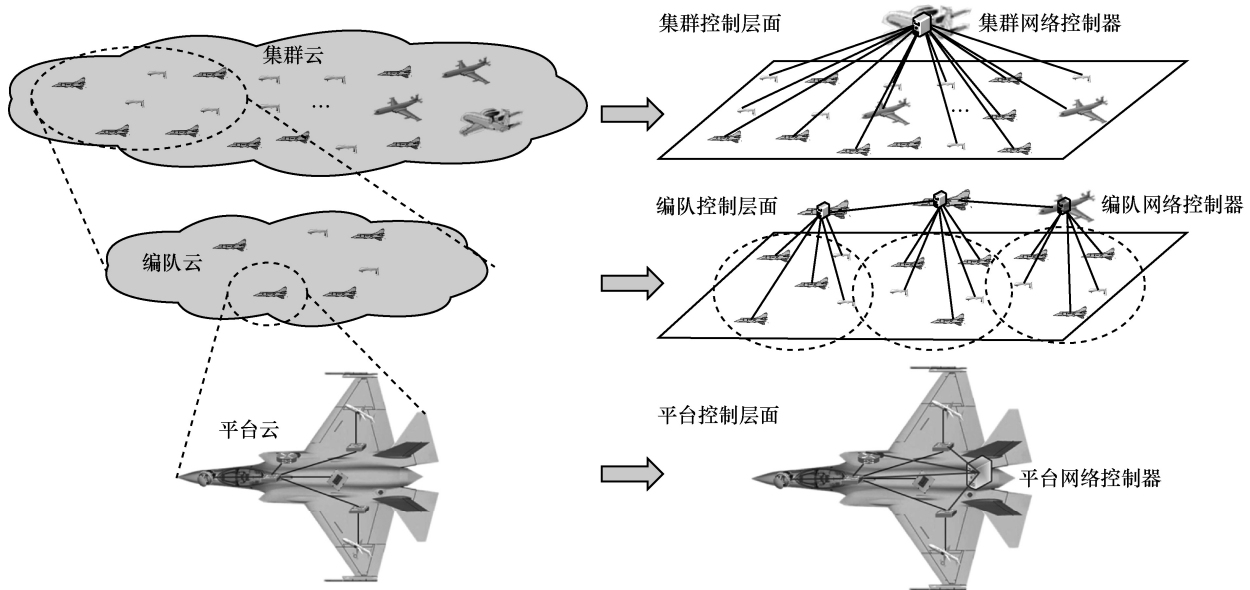 集群云
...
集群控制层面
集群网络控制器
...
编队云
编队控制层面
编队网络控制器
平台云
平台控制层面
平台网络控制器